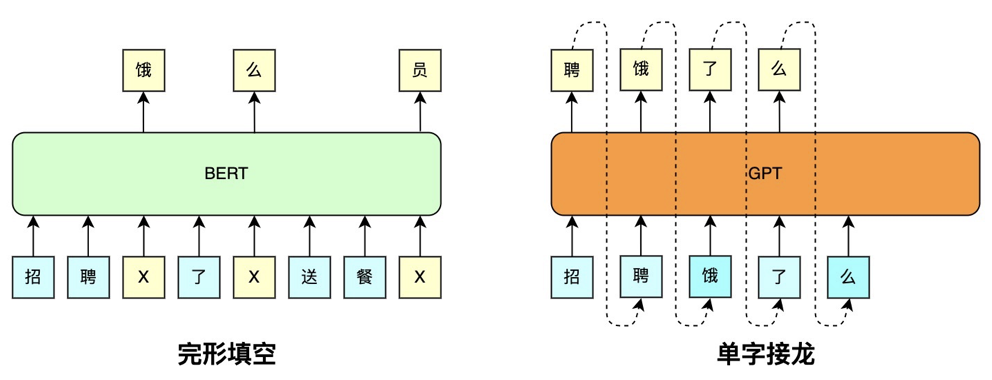 饿 么 员
BERT
招 聘 X 了 X 送 餐 X
完形填空
聘 饿 了 么
GPT
招 聘 饿 了 么
单字接龙